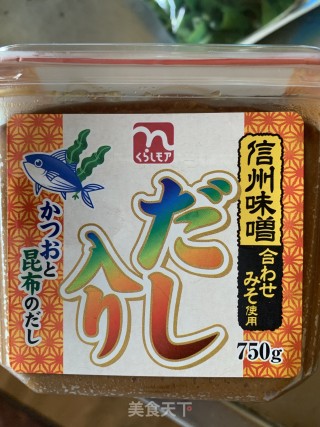 くらしモア
信州味噌
合わせ
みそ使用
だし
入り
かつおと
昆布のだし
750g
美食天下